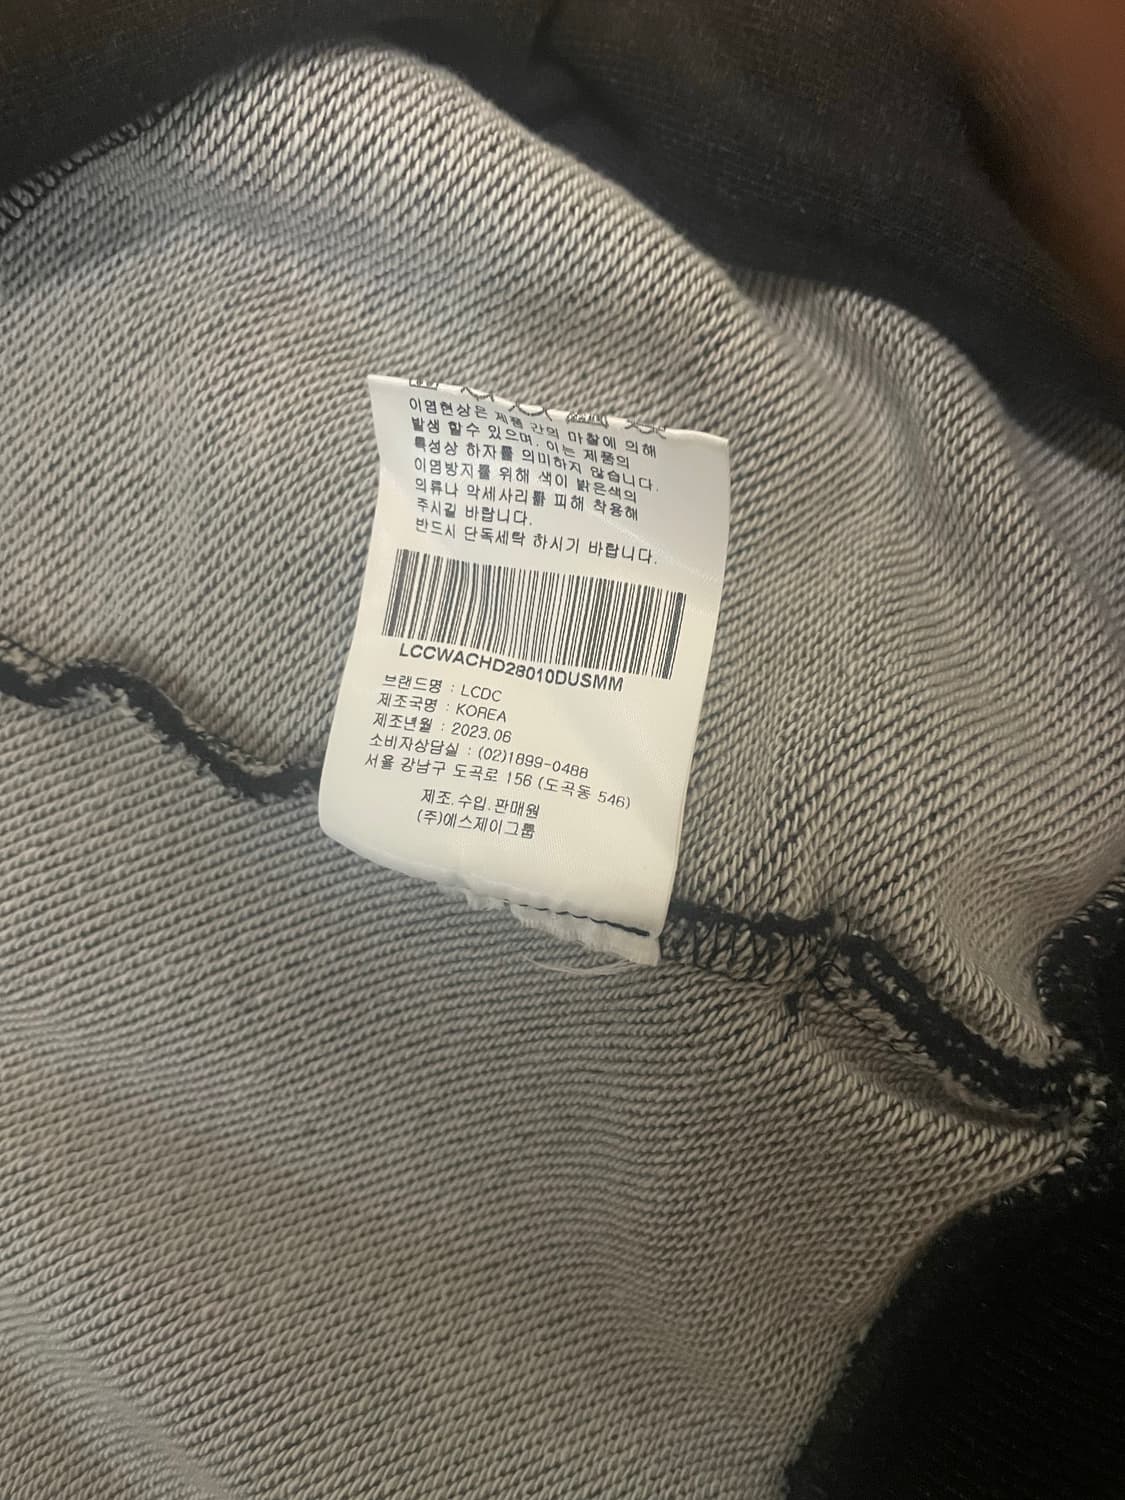 이염현상은 제품 간의 마찰에 의해
발생 할수 있으며, 이는 제품의
특성상 하자를 의미하지 않습니다.
이염방지를 위해 색이 밝은색의
의류나 악세사리를 피해 착용해
주시길 바랍니다.
반드시 단독세탁 하시기 바랍니다.
LCCWACHD28010DUSMM
브랜드명 : LCDC
제조국명 : KOREA
제조년월 : 2023.06
소비자상담실 : (02)1899-0488
서울 강남구 도곡로 156 (도곡동 546)
제조.수입.판매원
(주)에스제이그룹